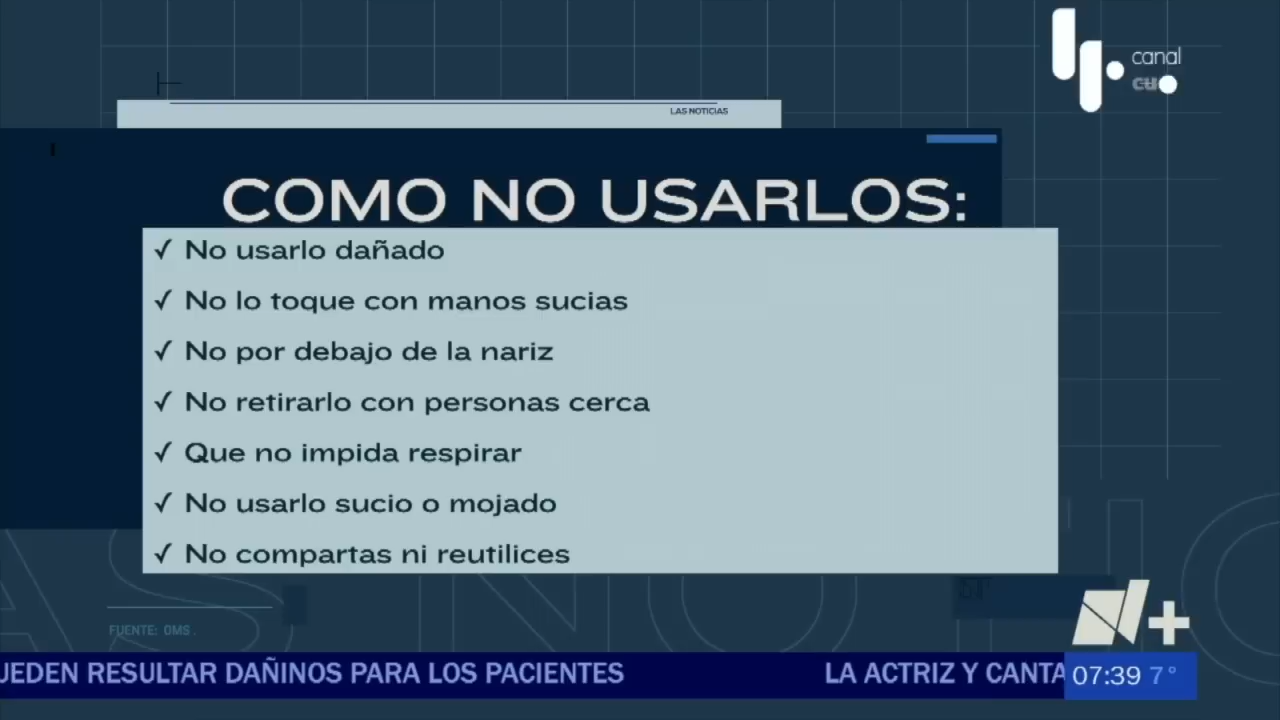 canal
LAS NOTICIAS
COMO NO USARLOS:
✓ No usarlo dañado
✓ No lo toque con manos sucias
✓ No por debajo de la nariz
✓ No retirarlo con personas cerca
✓ Que no impida respirar
✓ No usarlo sucio o mojado
✓ No compartas ni reutilices
FUENTE: OMS.
N+
UEDEN RESULTAR DAÑINOS PARA LOS PACIENTES LA ACTRIZ Y CANTA
07:39 7°